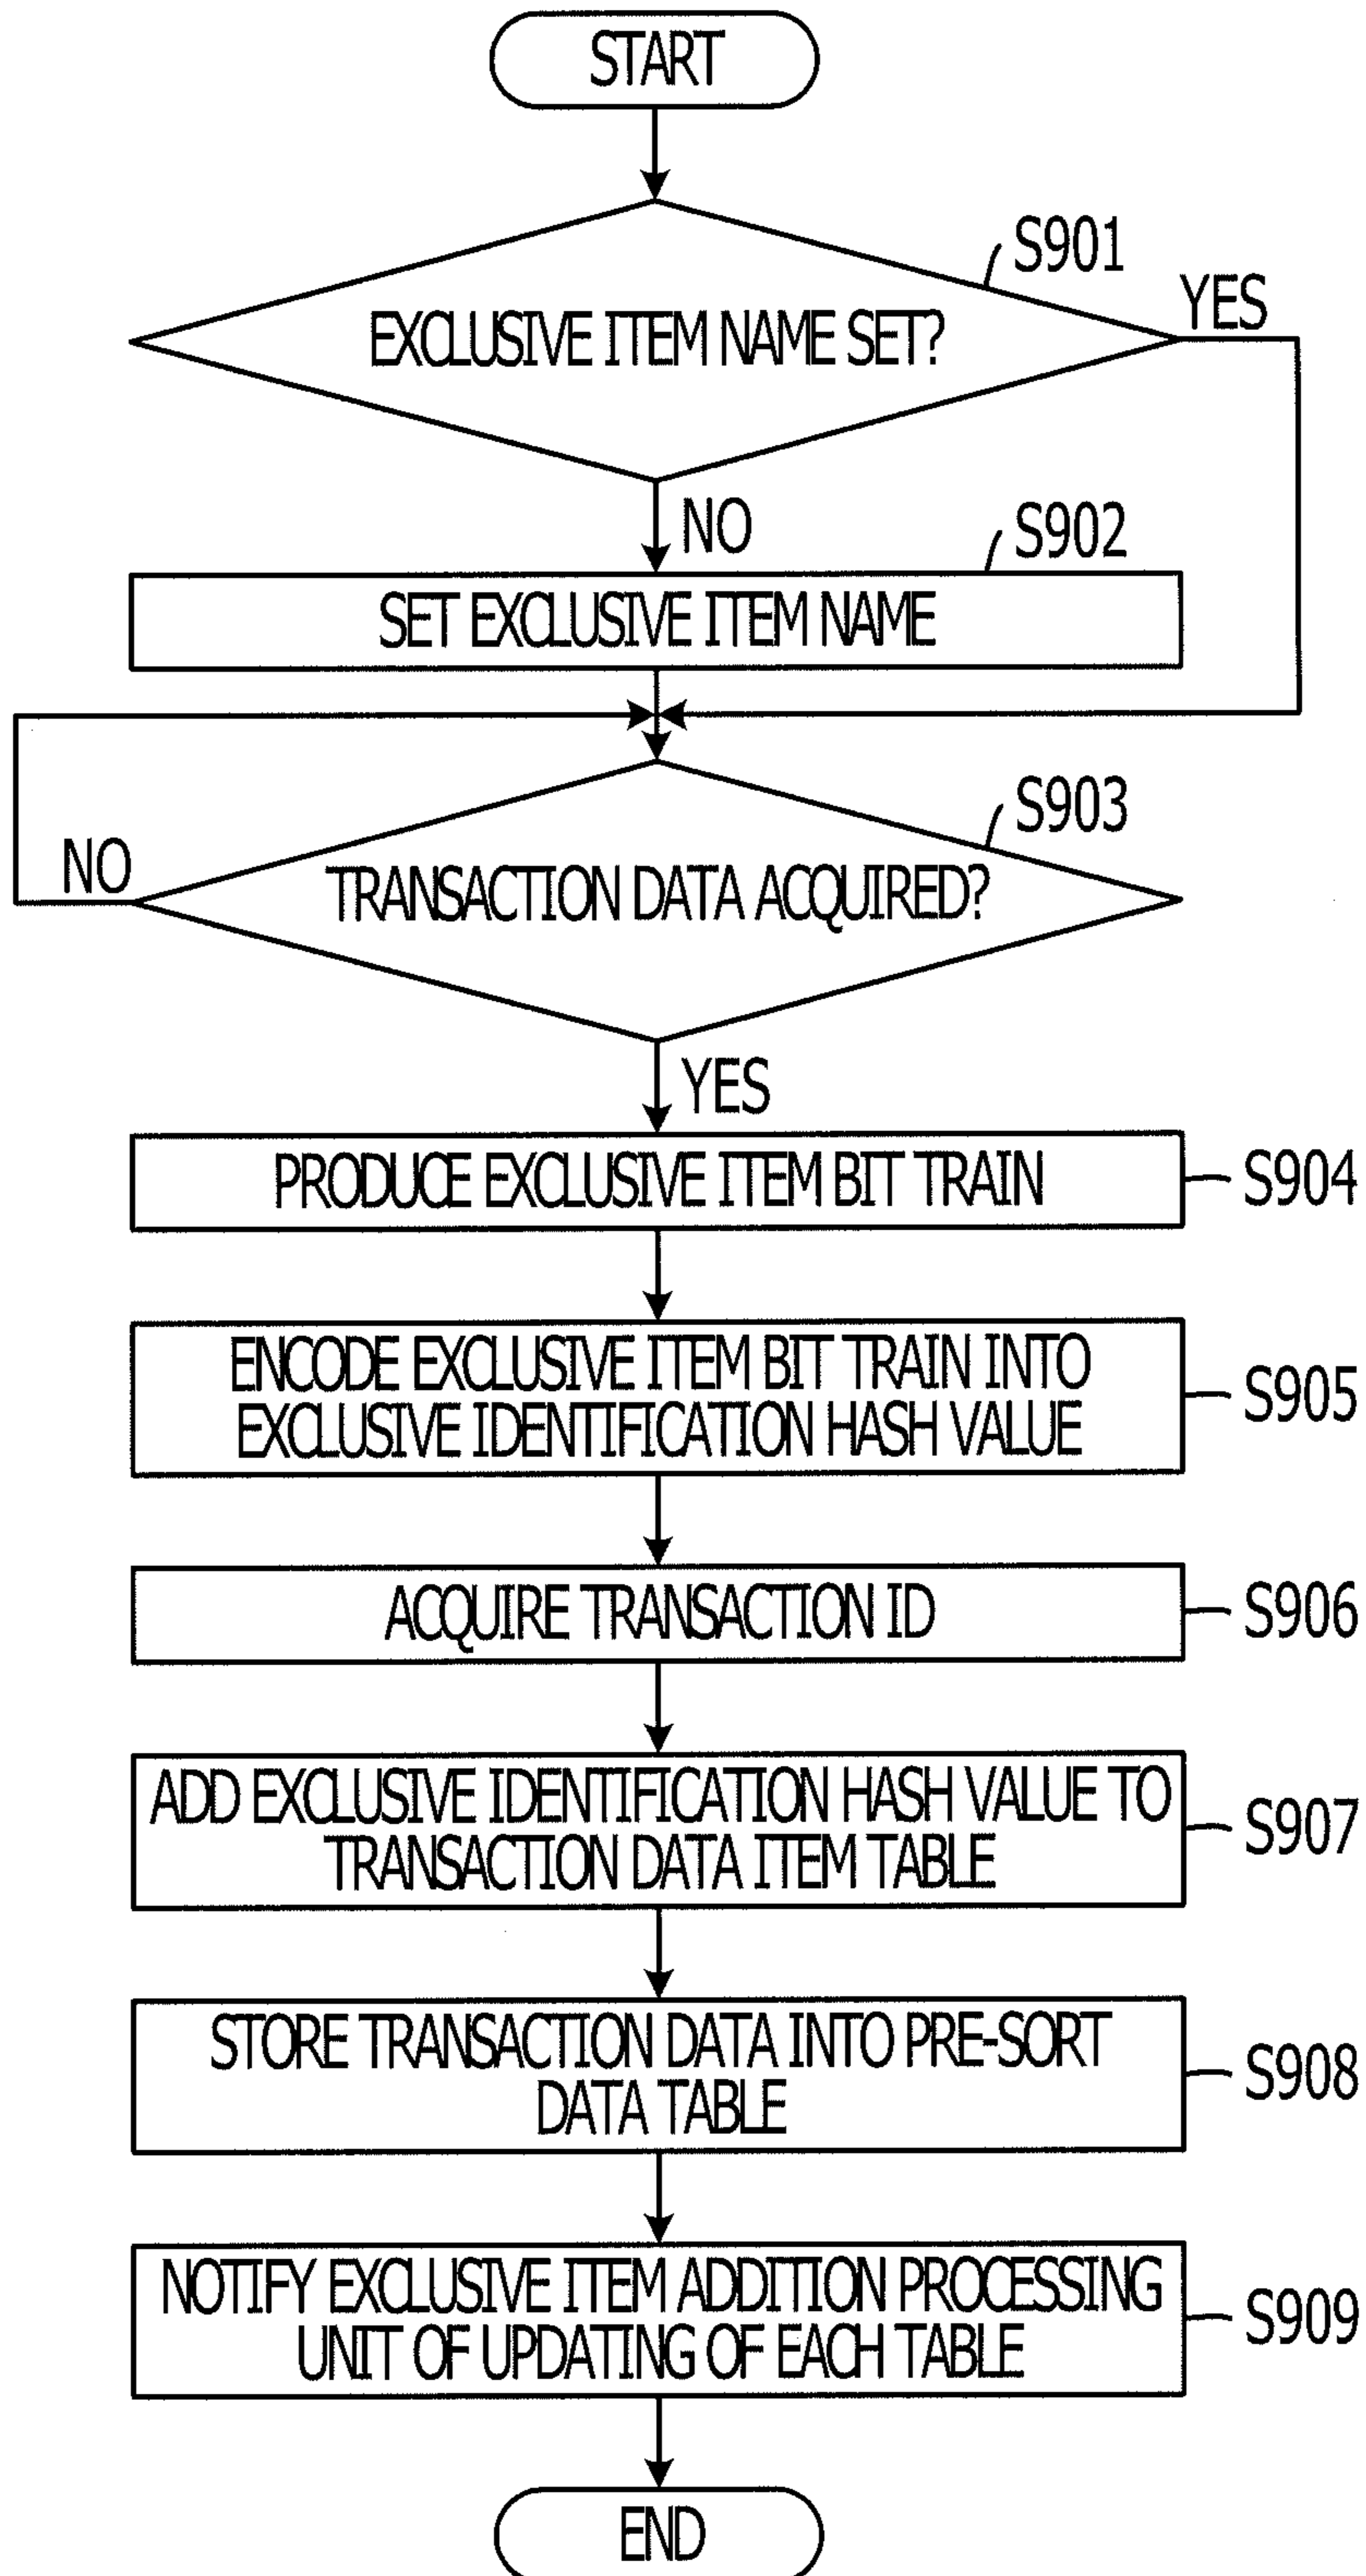 START
S901
YES
EXCLUSIVE ITEM NAME SET?
NO
S902
SET EXCLUSIVE ITEM NAME
S903
NO
TRANSACTION DATA ACQUIRED?
YES
PRODUCE EXCLUSIVE ITEM BIT TRAIN
S904
ENCODE EXCLUSIVE ITEM BIT TRAIN INTO
EXCLUSIVE IDENTIFICATION HASH VALUE
S905
ACQUIRE TRANSACTION ID
S906
ADD EXCLUSIVE IDENTIFICATION HASH VALUE TO
TRANSACTION DATA ITEM TABLE
S907
STORE TRANSACTION DATA INTO PRE-SORT
DATA TABLE
S908
NOTIFY EXCLUSIVE ITEM ADDITION PROCESSING
UNIT OF UPDATING OF EACH TABLE
S909
END